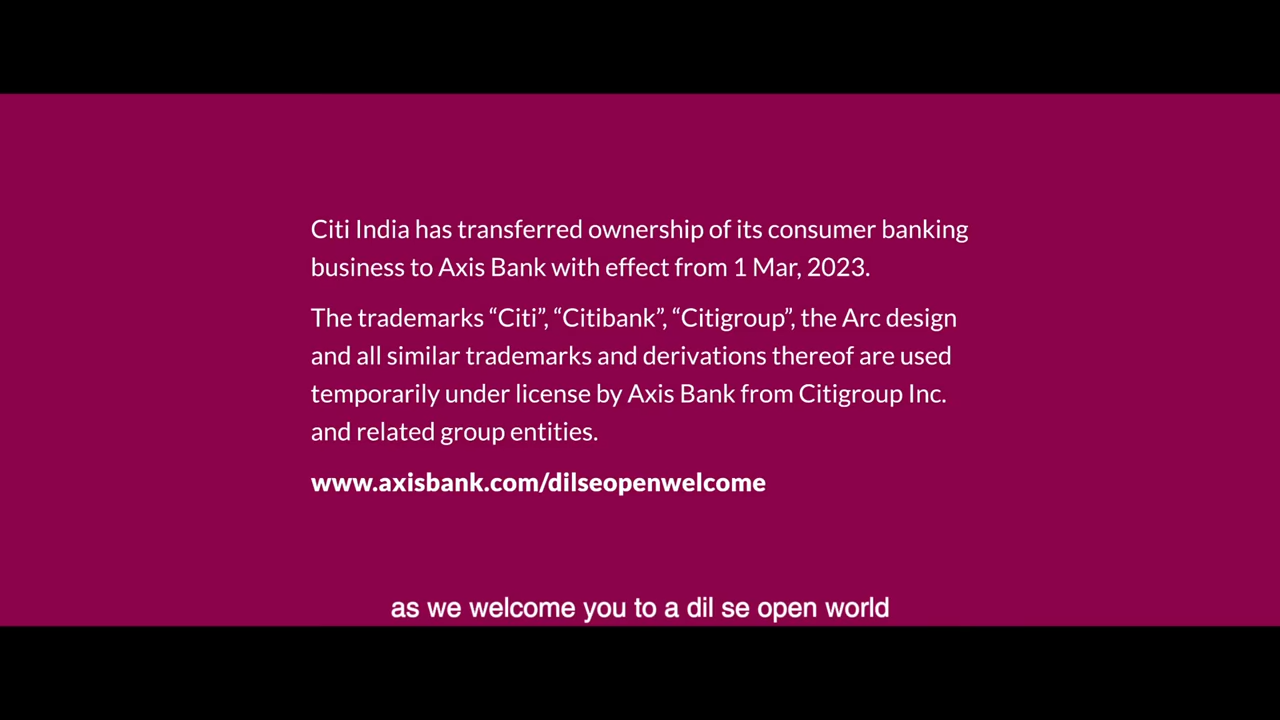 Citi India has transferred ownership of its consumer banking
business to Axis Bank with effect from 1 Mar, 2023.
The trademarks “Citi”, “Citibank”, “Citigroup”, the Arc design
and all similar trademarks and derivations thereof are used
temporarily under license by Axis Bank from Citigroup Inc.
and related group entities.
www.axisbank.com/dilseopenwelcome
as we welcome you to a dil se open world